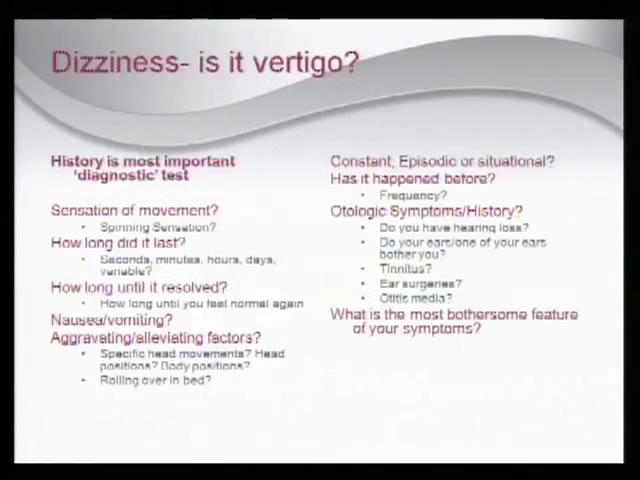 Dizziness- is it vertigo?
History is most important
'diagnostic' test
Sensation of movement?
• Spinning Sensation?
How long did it last?
• Seconds, minutes, hours, days,
variable?
How long until it resolved?
• How long until you feel normal again
Nausea/vomiting?
Aggravating/alleviating factors?
• Specific head movements? Head
positions? Body positions?
• Rolling over in bed?
Constant, Episodic or situational?
Has it happened before?
• Frequency?
Otologic Symptoms/History?
• Do you have hearing loss?
• Do your ears/one of your ears
bother you?
• Tinnitus?
• Ear surgeries?
• Otitis media?
What is the most bothersome feature
of your symptoms?